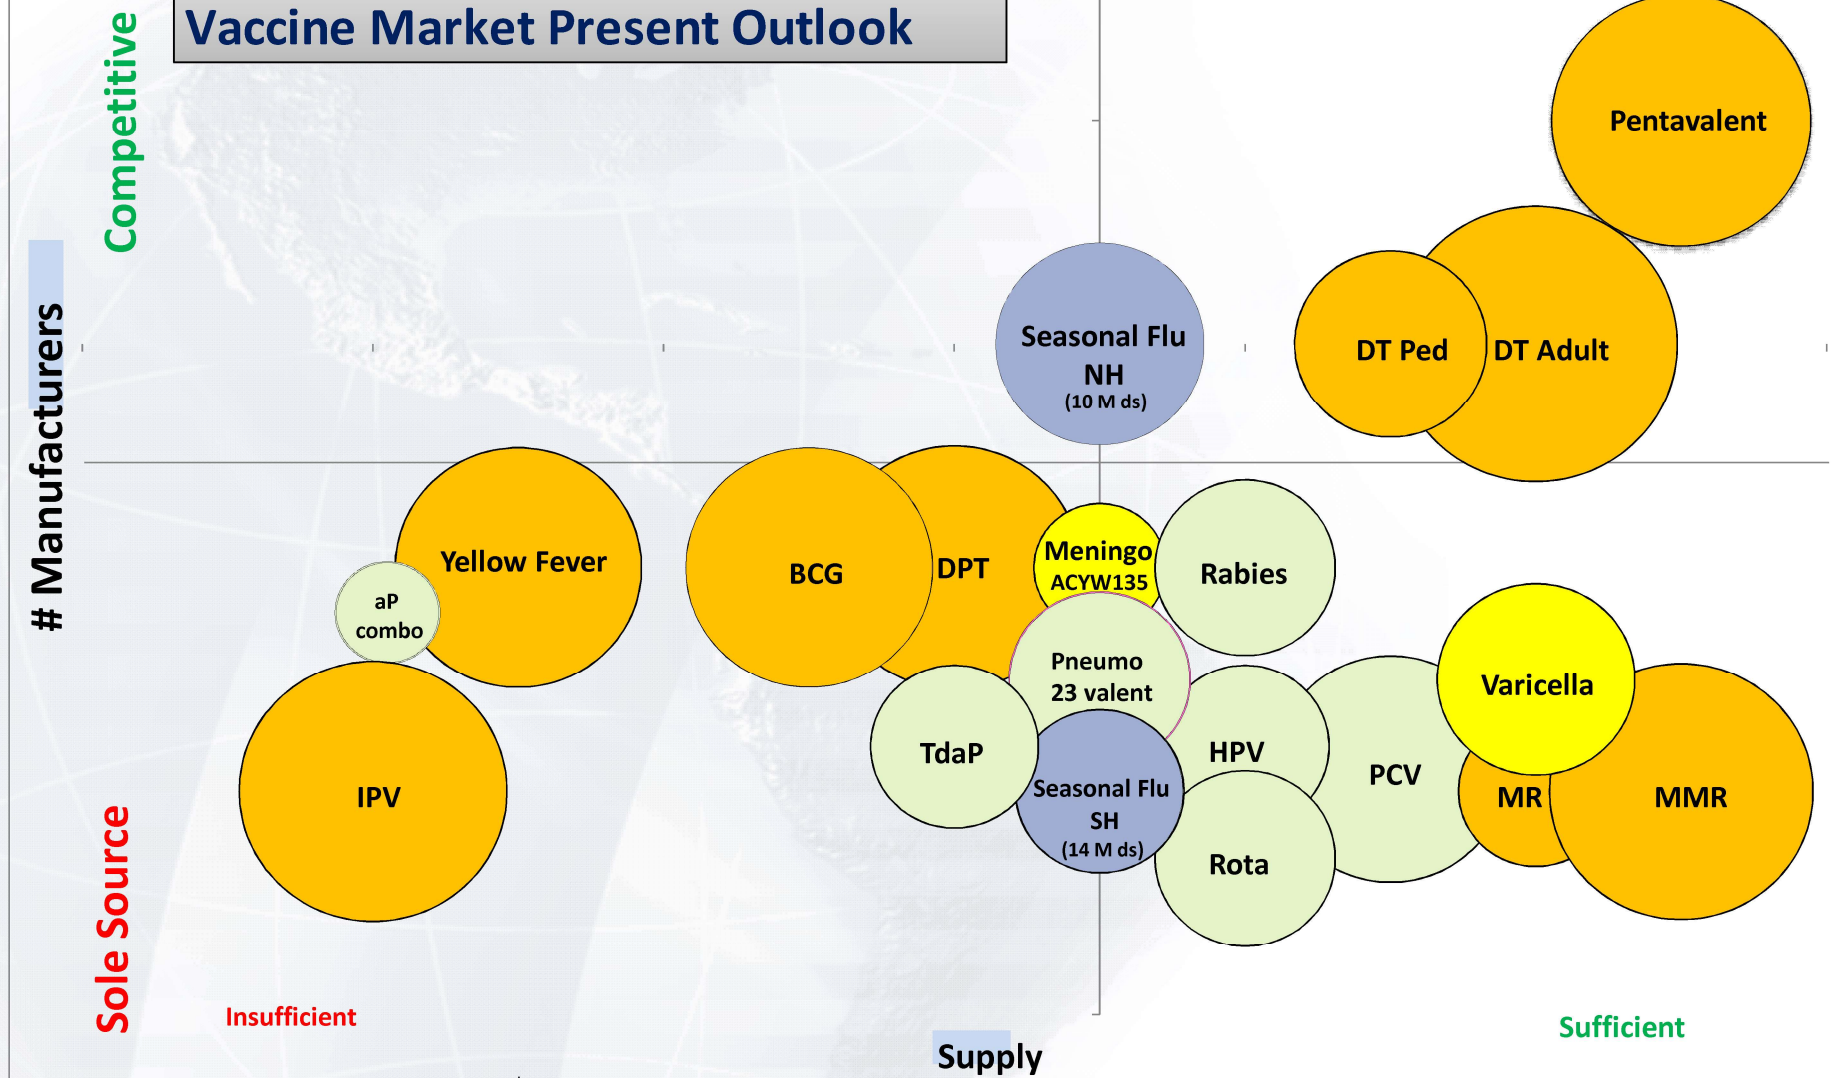 Vaccine Market Present Outlook
Competitive
# Manufacturers
Sole Source
Pentavalent
Seasonal Flu
NH
(10 M ds)
DT Ped
DT Adult
Yellow Fever
aP
combo
BCG
DPT
Meningo
ACYW135
Rabies
IPV
Pneumo
23 valent
TdaP
Seasonal Flu
SH
(14 M ds)
HPV
Rota
PCV
Varicella
MR
MMR
Insufficient
Supply
Sufficient